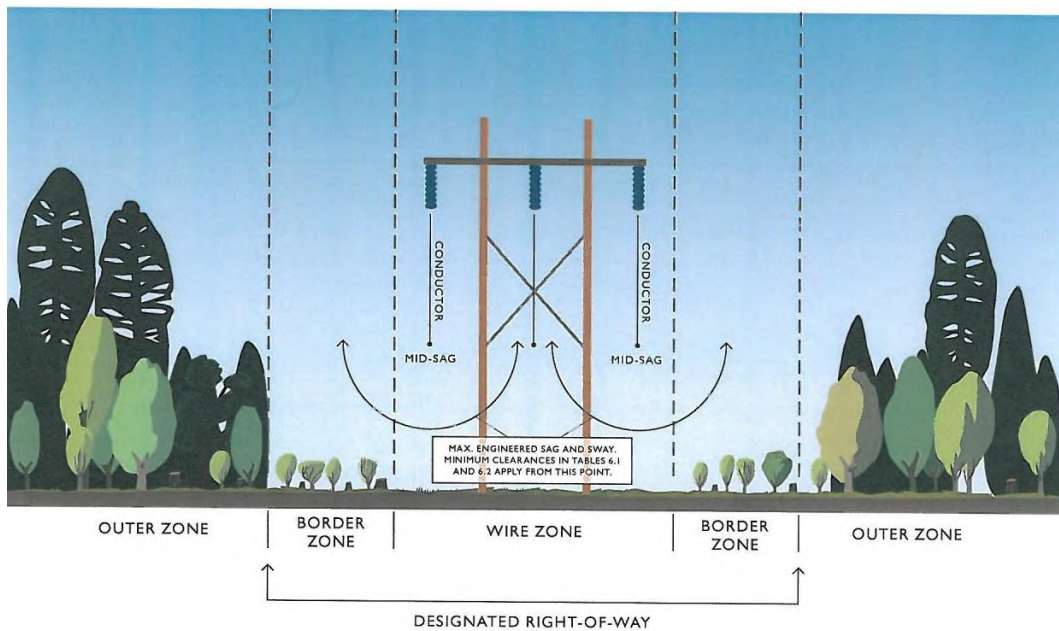 CONDUCTOR
CONDUCTOR
MID-SAG
MID-SAG
MAX. ENGINEERED SAG AND SWAY.
MINIMUM CLEARANCES IN TABLES 6.1
AND 6.2 APPLY FROM THIS POINT.
OUTER ZONE
BORDER
ZONE
WIRE ZONE
BORDER
ZONE
OUTER ZONE
DESIGNATED RIGHT-OF-WAY